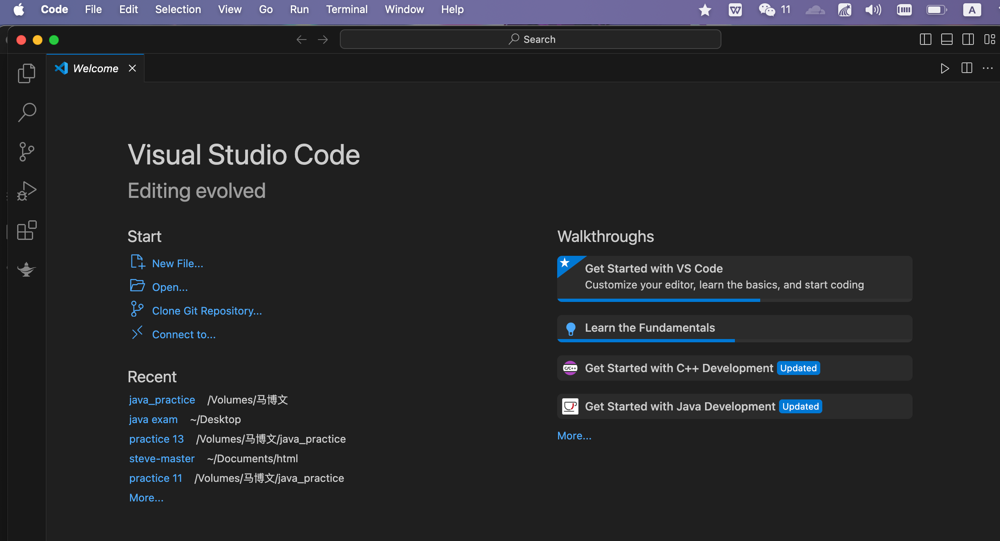 Code File Edit Selection View Go Run Terminal Window Help 11 A
Search
Welcome
Visual Studio Code
Editing evolved
Start
New File...
Open...
Clone Git Repository...
Connect to...
Recent
java_practice /Volumes/马博文
java exam ~/Desktop
practice 13 /Volumes/马博文/java_practice
steve-master ~/Documents/html
practice 11 /Volumes/马博文/java_practice
More...
Walkthroughs
Get Started with VS Code
Customize your editor, learn the basics, and start coding
Learn the Fundamentals
C/C++ Get Started with C++ Development Updated
Get Started with Java Development Updated
More...